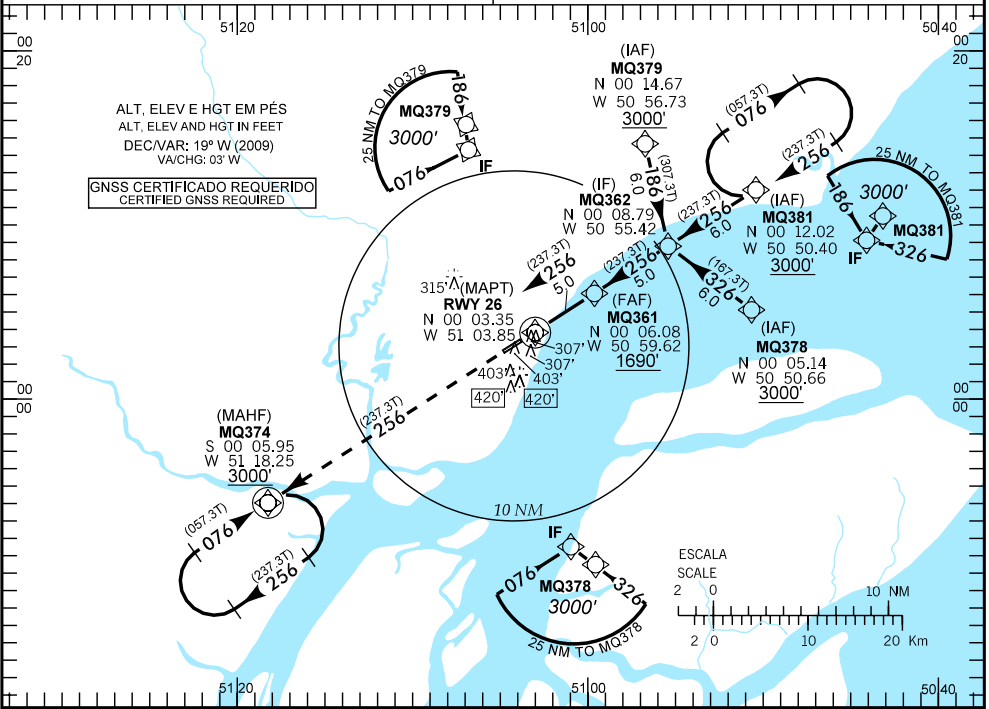 51 20
51 00
50 40
00
20
00
20
ALT, ELEV E HGT EM PÉS
ALT, ELEV AND HGT IN FEET
DEC/VAR: 19º W (2009)
VA/CHG: 03' W
GNSS CERTIFICADO REQUERIDO
CERTIFIED GNSS REQUIRED
25 NM TO MQ379
186
MQ379
3000'
076
IF
(IAF)
MQ379
N 00 14.67
W 50 56.73
3000'
(307.3T)
186
6.0
(057.3T)
076
(237.3T)
256
(IAF)
MQ381
N 00 12.02
W 50 50.40
3000'
(237.3T)
256
6.0
25 NM TO MQ381
186
3000'
MQ381
IF
326
(IF)
MQ362
N 00 08.79
W 50 55.42
(237.3T)
256
(237.3T)
256
5.0
5.0
(167.3T)
326
6.0
(IAF)
MQ378
N 00 05.14
W 50 50.66
3000'
(FAF)
MQ361
N 00 06.08
W 50 59.62
1690'
315'
(MAPT)
RWY 26
N 00 03.35
W 51 03.85
307'
307'
403'
403'
420'
420'
00
00
00
00
(237.3T)
256
(MAHF)
MQ374
S 00 05.95
W 51 18.25
3000'
(057.3T)
076
(237.3T)
256
10 NM
IF
076
MQ378
326
3000'
25 NM TO MQ378
ESCALA
SCALE
2 0 10 NM
2 0 10 20 Km
51 20
51 00
50 40